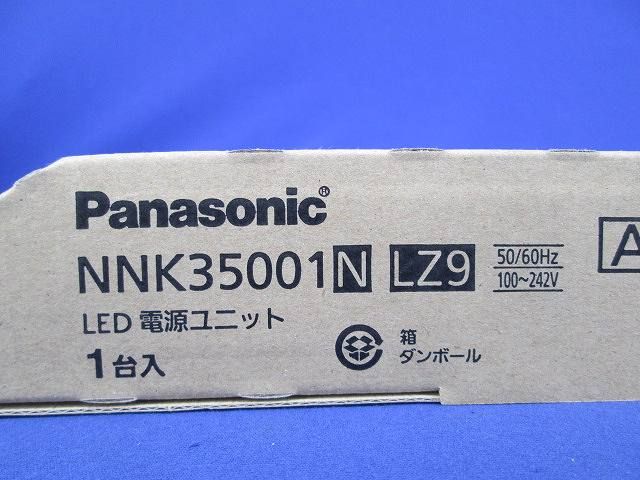 Panasonic®
NNK35001 N LZ9 50/60Hz
100~242V
LED 電源ユニット
1台入
箱
ダンボール
A